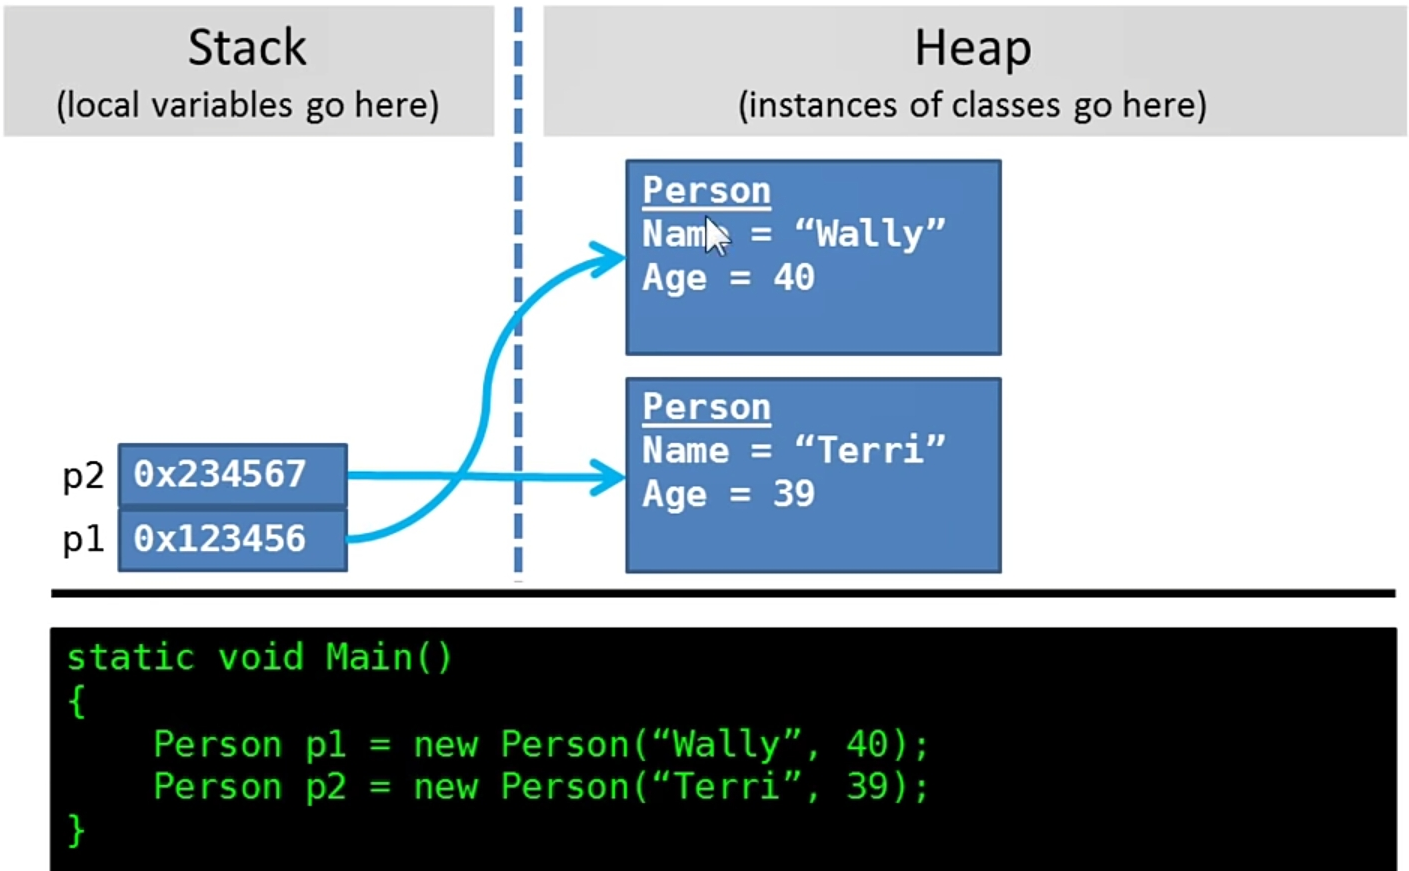 Stack
(local variables go here)
Heap
(instances of classes go here)
Person
Name = “Wally”
Age = 40
Person
Name = “Terri”
Age = 39
p2 0x234567
p1 0x123456
static void Main()
{
    Person p1 = new Person(“Wally”, 40);
    Person p2 = new Person(“Terri”, 39);
}